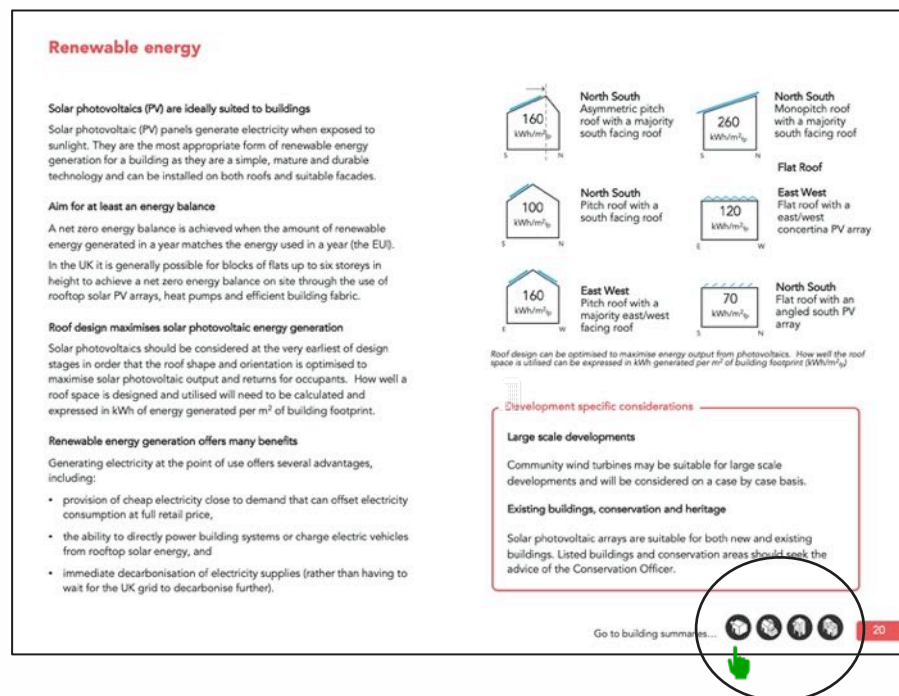 Renewable energy
Solar photovoltaics (PV) are ideally suited to buildings
Solar photovoltaic (PV) panels generate electricity when exposed to
sunlight. They are the most appropriate form of renewable energy
generation for a building as they are a simple, mature and durable
technology and can be installed on both roofs and suitable facades.
Aim for at least an energy balance
A net zero energy balance is achieved when the amount of renewable
energy generated in a year matches the energy used in a year (the EUI).
In the UK it is generally possible for blocks of flats up to six storeys in
height to achieve a net zero energy balance on site through the use of
rooftop solar PV arrays, heat pumps and efficient building fabric.
Roof design maximises solar photovoltaic energy generation
Solar photovoltaics should be considered at the very earliest of design
stages in order that the roof shape and orientation is optimised to
maximise solar photovoltaic output and returns for occupants. How well a
roof space is designed and utilised will need to be calculated and
expressed in kWh of energy generated per m² of building footprint.
Renewable energy generation offers many benefits
Generating electricity at the point of use offers several advantages,
including:
• provision of cheap electricity close to demand that can offset electricity
consumption at full retail price,
• the ability to directly power building systems or charge electric vehicles
from rooftop solar energy, and
• immediate decarbonisation of electricity supplies (rather than having to
wait for the UK grid to decarbonise further).
160
kWh/m²fp
S N
North South
Asymmetric pitch
roof with a majority
south facing roof
260
kWh/m²fp
S N
North South
Monopitch roof
with a majority
south facing roof
Flat Roof
100
kWh/m²fp
S N
North South
Pitch roof with a
south facing roof
120
kWh/m²fp
E W
East West
Flat roof with a
east/west
concertina PV array
160
kWh/m²fp
E W
East West
Pitch roof with a
majority east/west
facing roof
70
kWh/m²fp
S N
North South
Flat roof with an
angled south PV
array
Roof design can be optimised to maximise energy output from photovoltaics. How well the roof
space is utilised can be expressed in kWh generated per m² of building footprint (kWh/m²fp)
Development specific considerations
Large scale developments
Community wind turbines may be suitable for large scale
developments and will be considered on a case by case basis.
Existing buildings, conservation and heritage
Solar photovoltaic arrays are suitable for both new and existing
buildings. Listed buildings and conservation areas should seek the
advice of the Conservation Officer.
Go to building summaries...
20